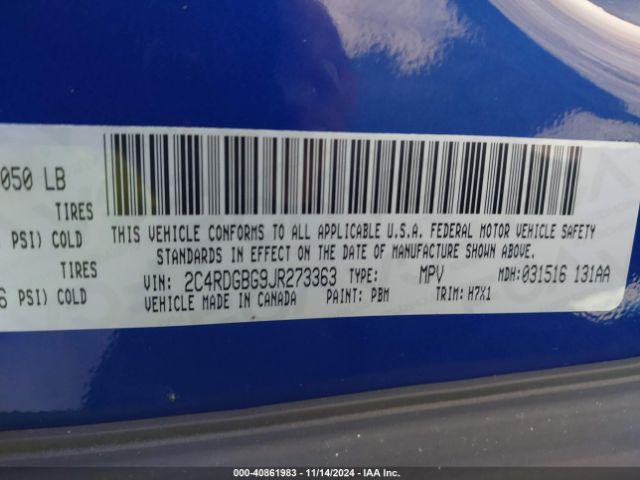 050 LB
TIRES
PSI) COLD
TIRES
6 PSI) COLD
THIS VEHICLE CONFORMS TO ALL APPLICABLE U.S.A. FEDERAL MOTOR VEHICLE SAFETY
STANDARDS IN EFFECT ON THE DATE OF MANUFACTURE SHOWN ABOVE.
VIN: 2C4RDGBG9JR273363 TYPE: MPV MDH: 031516 131AA
VEHICLE MADE IN CANADA PAINT: PBM TRIM: H7X1
000-40861983 - 11/14/2024 - IAA Inc.